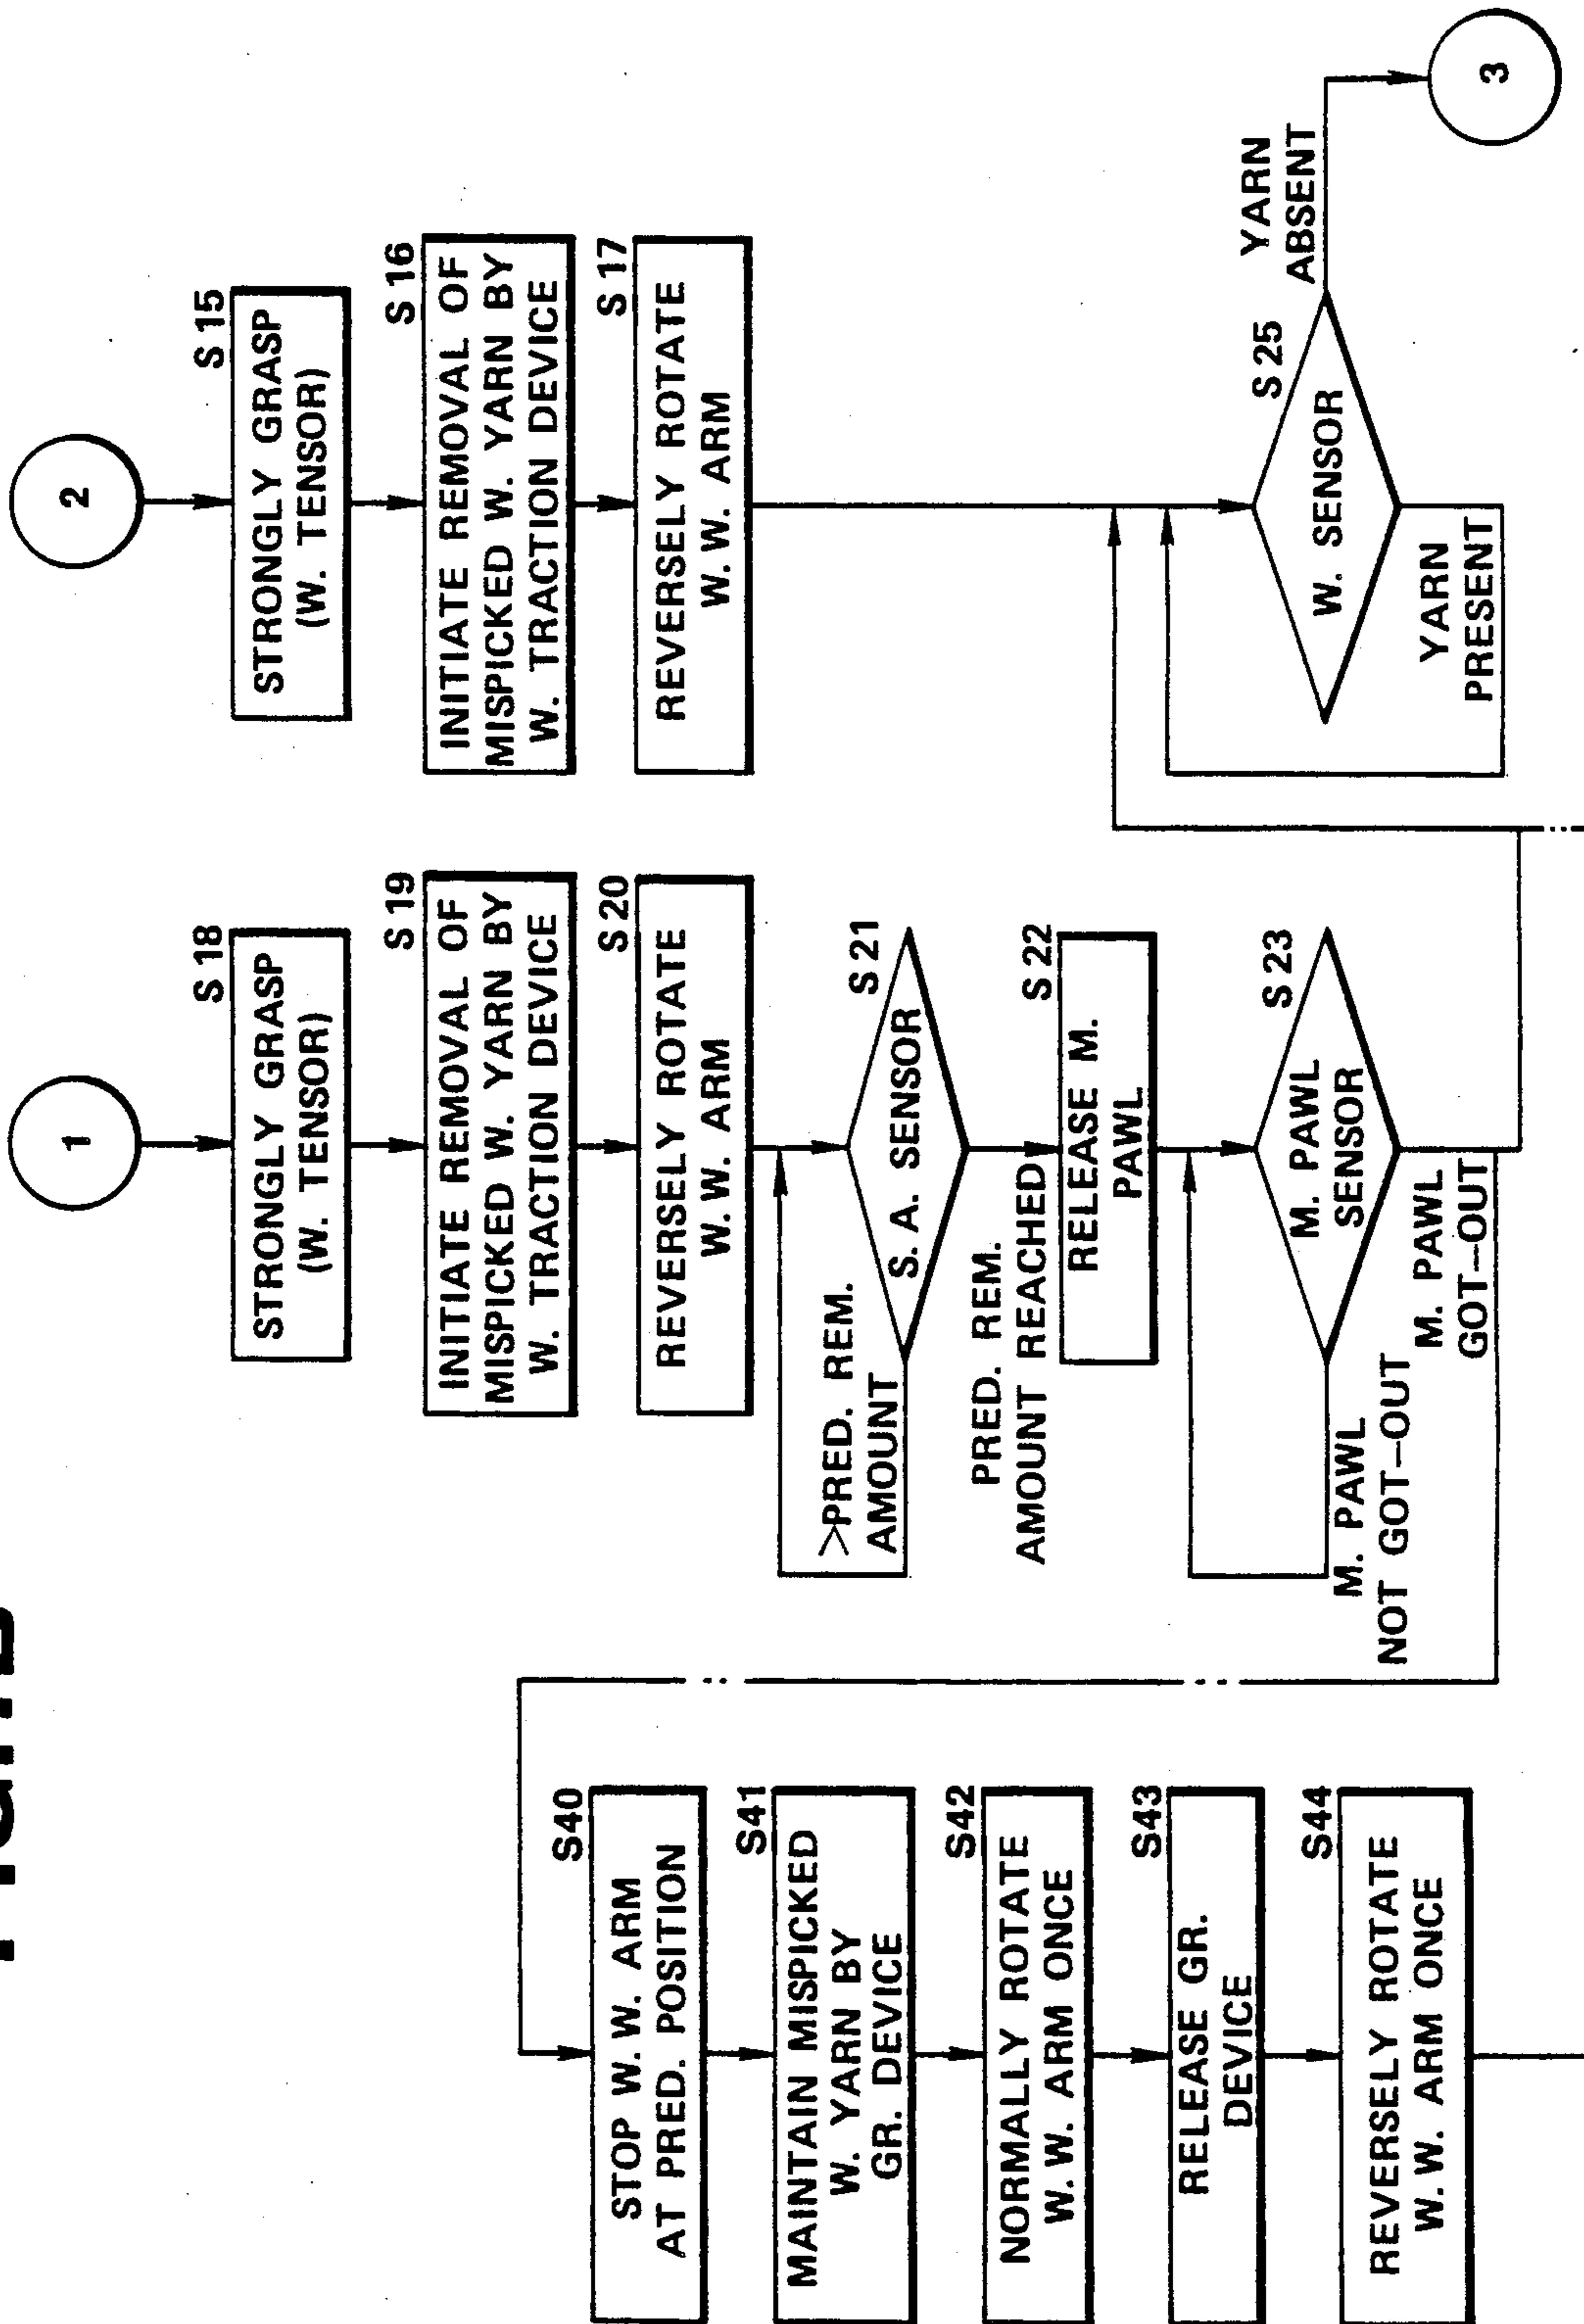 S40
STOP W. W. ARM
AT PRED. POSITION
S41
MAINTAIN MISPICKED
W. YARN BY
GR. DEVICE
S42
NORMALLY ROTATE
W. W. ARM ONCE
S43
RELEASE GR.
DEVICE
S44
REVERSELY ROTATE
W. W. ARM ONCE
1
S 18
STRONGLY GRASP
(W. TENSOR)
S 19
INITIATE REMOVAL OF
MISPICKED W. YARN BY
W. TRACTION DEVICE
S 20
REVERSELY ROTATE
W. W. ARM
>PRED. REM.
AMOUNT
S 21
S. A. SENSOR
PRED. REM.
AMOUNT REACHED
S 22
RELEASE M.
PAWL
S 23
M. PAWL
SENSOR
M. PAWL
NOT GOT-OUT
M. PAWL
GOT-OUT
2
S 15
STRONGLY GRASP
(W. TENSOR)
S 16
INITIATE REMOVAL OF
MISPICKED W. YARN BY
W. TRACTION DEVICE
S 17
REVERSELY ROTATE
W. W. ARM
S 25
W. SENSOR
YARN
PRESENT
YARN
ABSENT
3